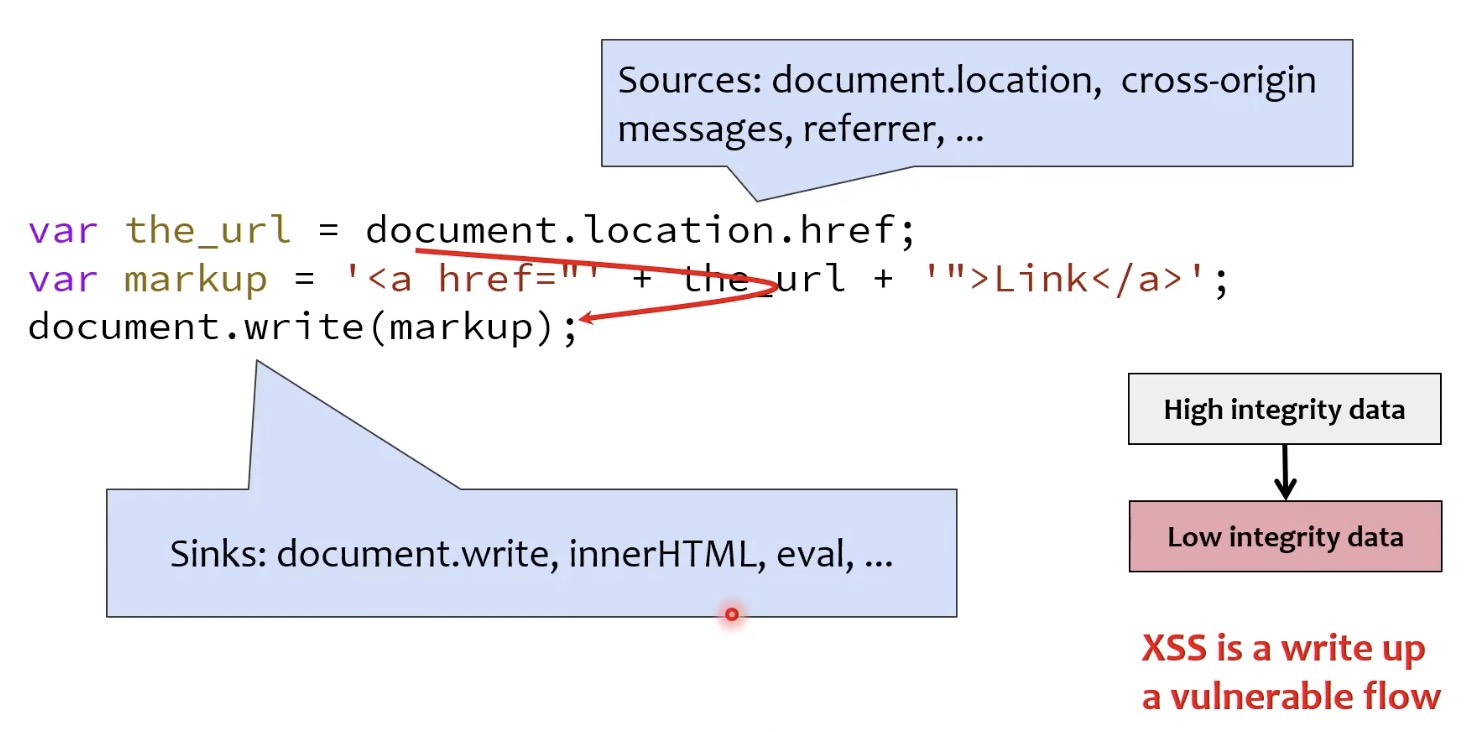 Sources: document.location, cross-origin
messages, referrer, ...
var the_url = document.location.href;
var markup = '<a href="' + the_url + '">Link</a>';
document.write(markup);
High integrity data
Low integrity data
Sinks: document.write, innerHTML, eval, ...
XSS is a write up
a vulnerable flow